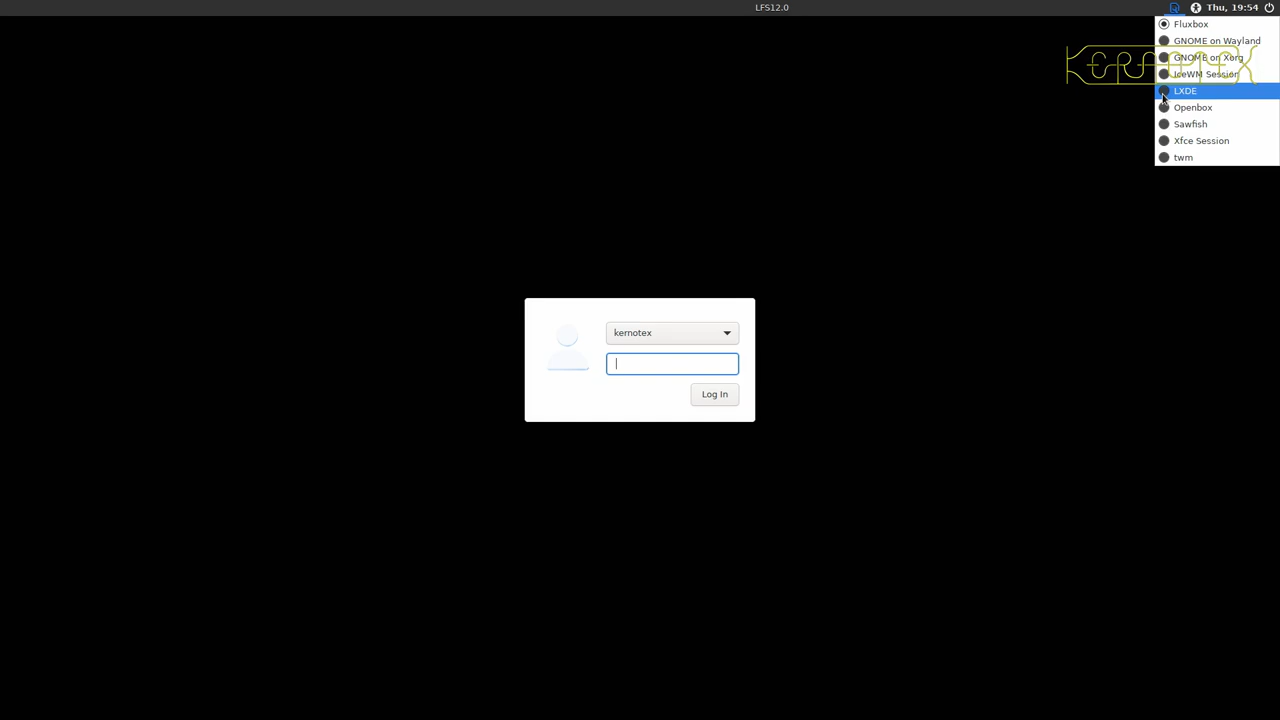 LFS12.0
Thu, 19:54
Fluxbox
GNOME on Wayland
GNOME on Xorg
IceWM Session
LXDE
Openbox
Sawfish
Xfce Session
twm
KERNOTEX
kernotex
Log In